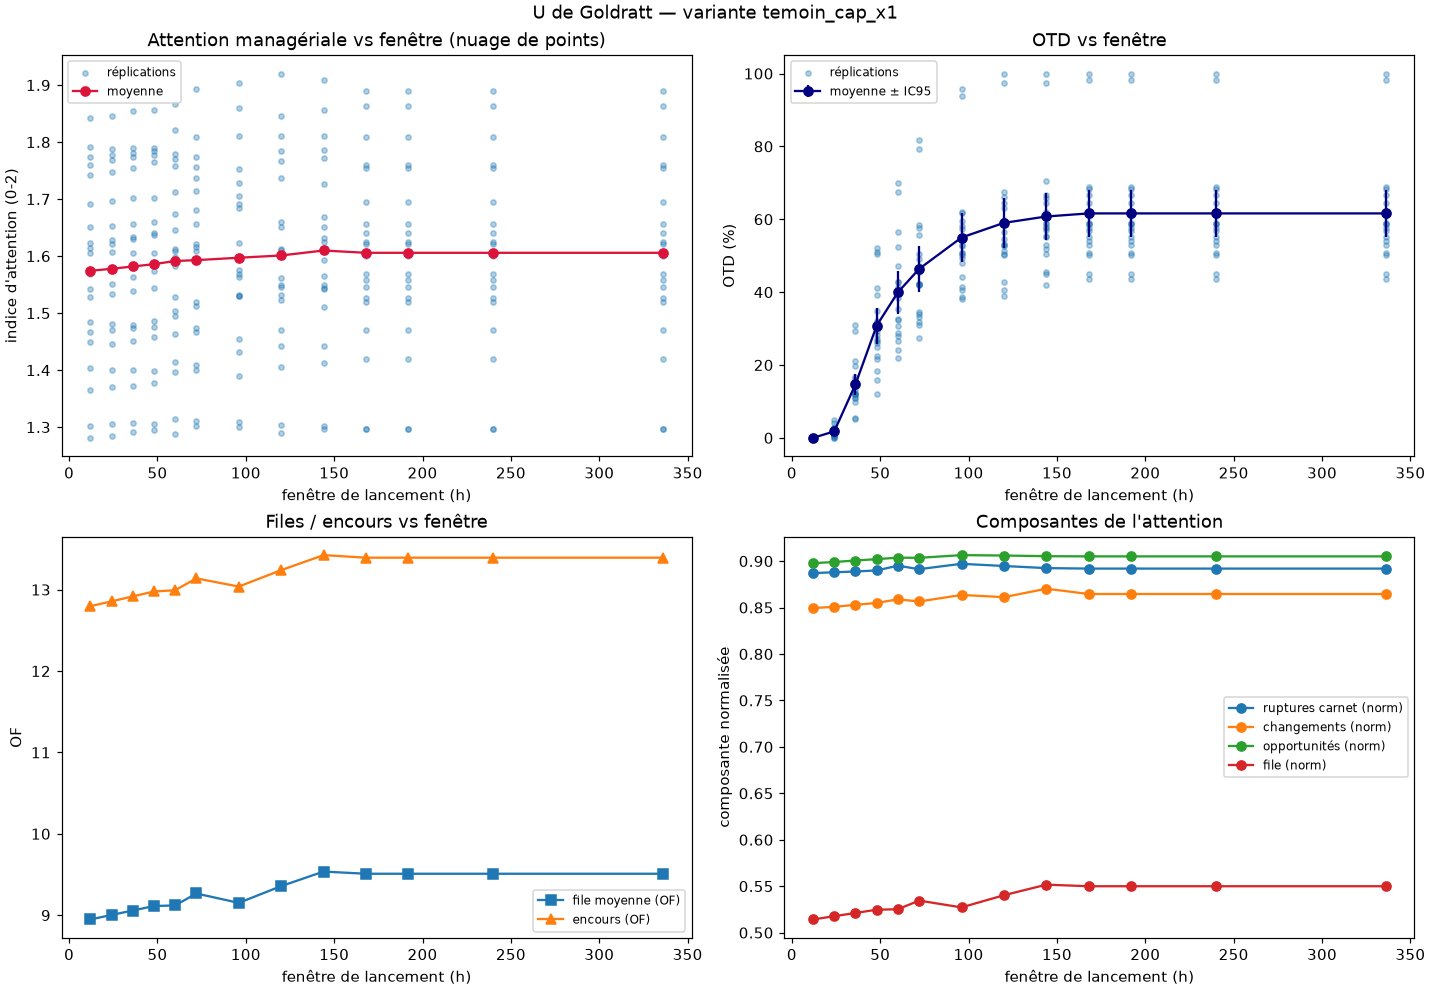 U de Goldratt — variante temoin_cap_x1
Attention managériale vs fenêtre (nuage de points)
réplications
moyenne
indice d'attention (0-2)
1.9
1.8
1.7
1.6
1.5
1.4
1.3
0 50 100 150 200 250 300 350
fenêtre de lancement (h)
OTD vs fenêtre
réplications
moyenne ± IC95
OTD (%)
100
80
60
40
20
0
0 50 100 150 200 250 300 350
fenêtre de lancement (h)
Files / encours vs fenêtre
OF
13
12
11
10
9
file moyenne (OF)
encours (OF)
0 50 100 150 200 250 300 350
fenêtre de lancement (h)
Composantes de l'attention
composante normalisée
0.90
0.85
0.80
0.75
0.70
0.65
0.60
0.55
0.50
ruptures carnet (norm)
changements (norm)
opportunités (norm)
file (norm)
0 50 100 150 200 250 300 350
fenêtre de lancement (h)